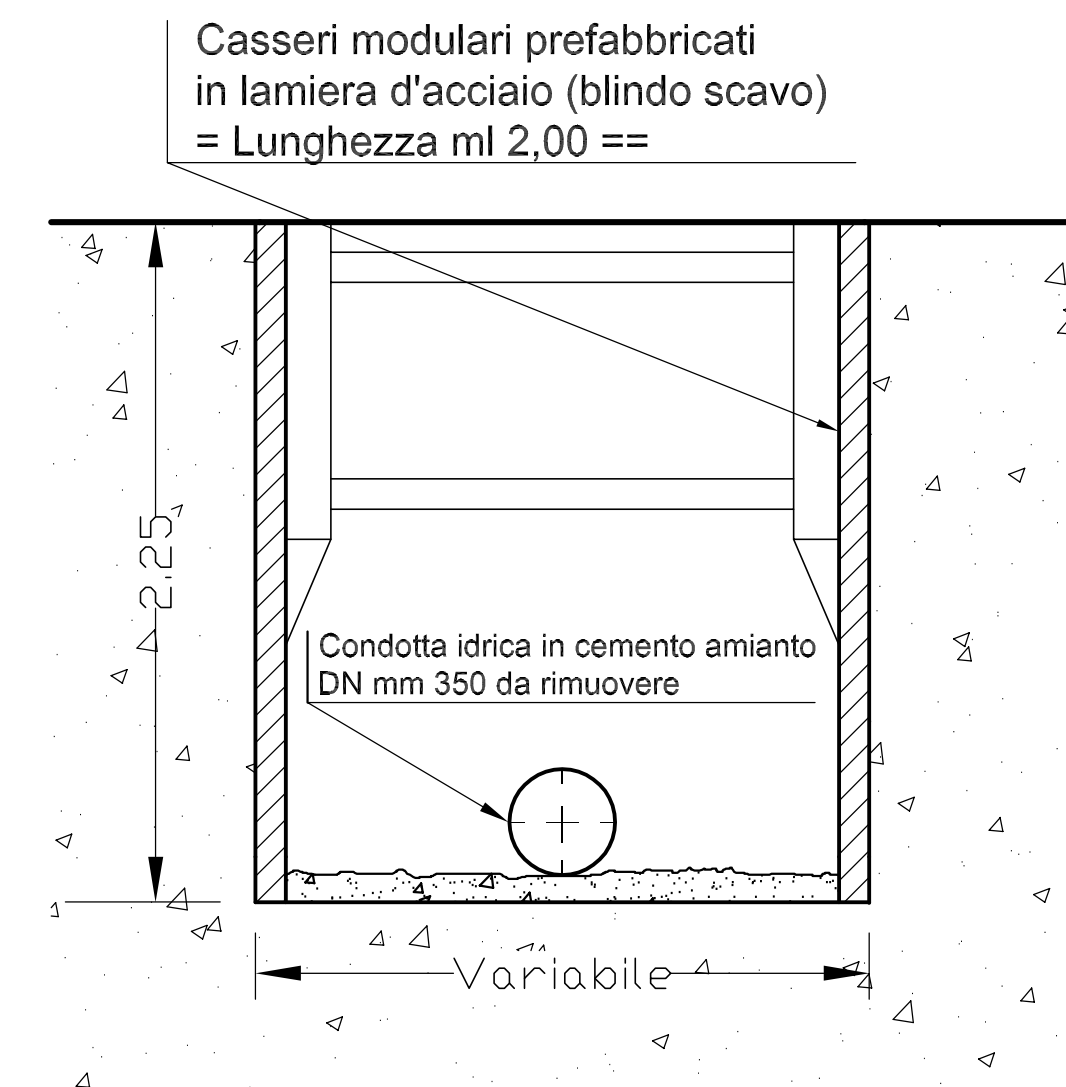 Casseri modulari prefabbricati
in lamiera d'acciaio (blindo scavo)
= Lunghezza ml 2,00 ==
2.25
Condotta idrica in cemento amianto
DN mm 350 da rimuovere
Variabile